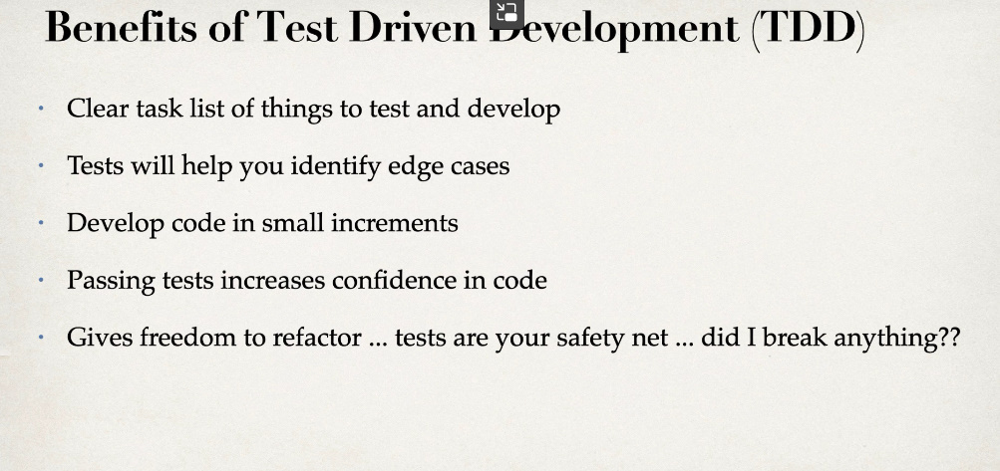 Benefits of Test Driven Development (TDD)
Clear task list of things to test and develop
Tests will help you identify edge cases
Develop code in small increments
Passing tests increases confidence in code
Gives freedom to refactor ... tests are your safety net ... did I break anything??